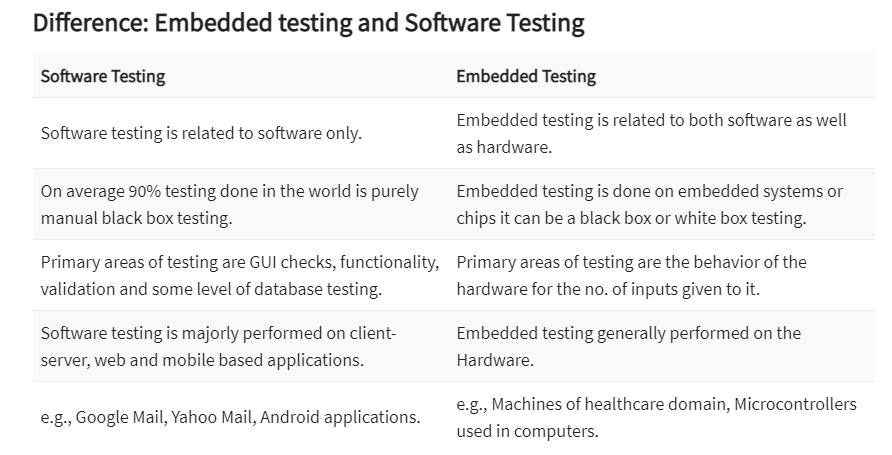 Difference: Embedded testing and Software Testing
Software Testing
Embedded Testing
Software testing is related to software only.
Embedded testing is related to both software as well
as hardware.
On average 90% testing done in the world is purely
manual black box testing.
Embedded testing is done on embedded systems or
chips it can be a black box or white box testing.
Primary areas of testing are GUI checks, functionality,
validation and some level of database testing.
Primary areas of testing are the behavior of the
hardware for the no. of inputs given to it.
Software testing is majorly performed on client-
server, web and mobile based applications.
Embedded testing generally performed on the
Hardware.
e.g., Google Mail, Yahoo Mail, Android applications.
e.g., Machines of healthcare domain, Microcontrollers
used in computers.